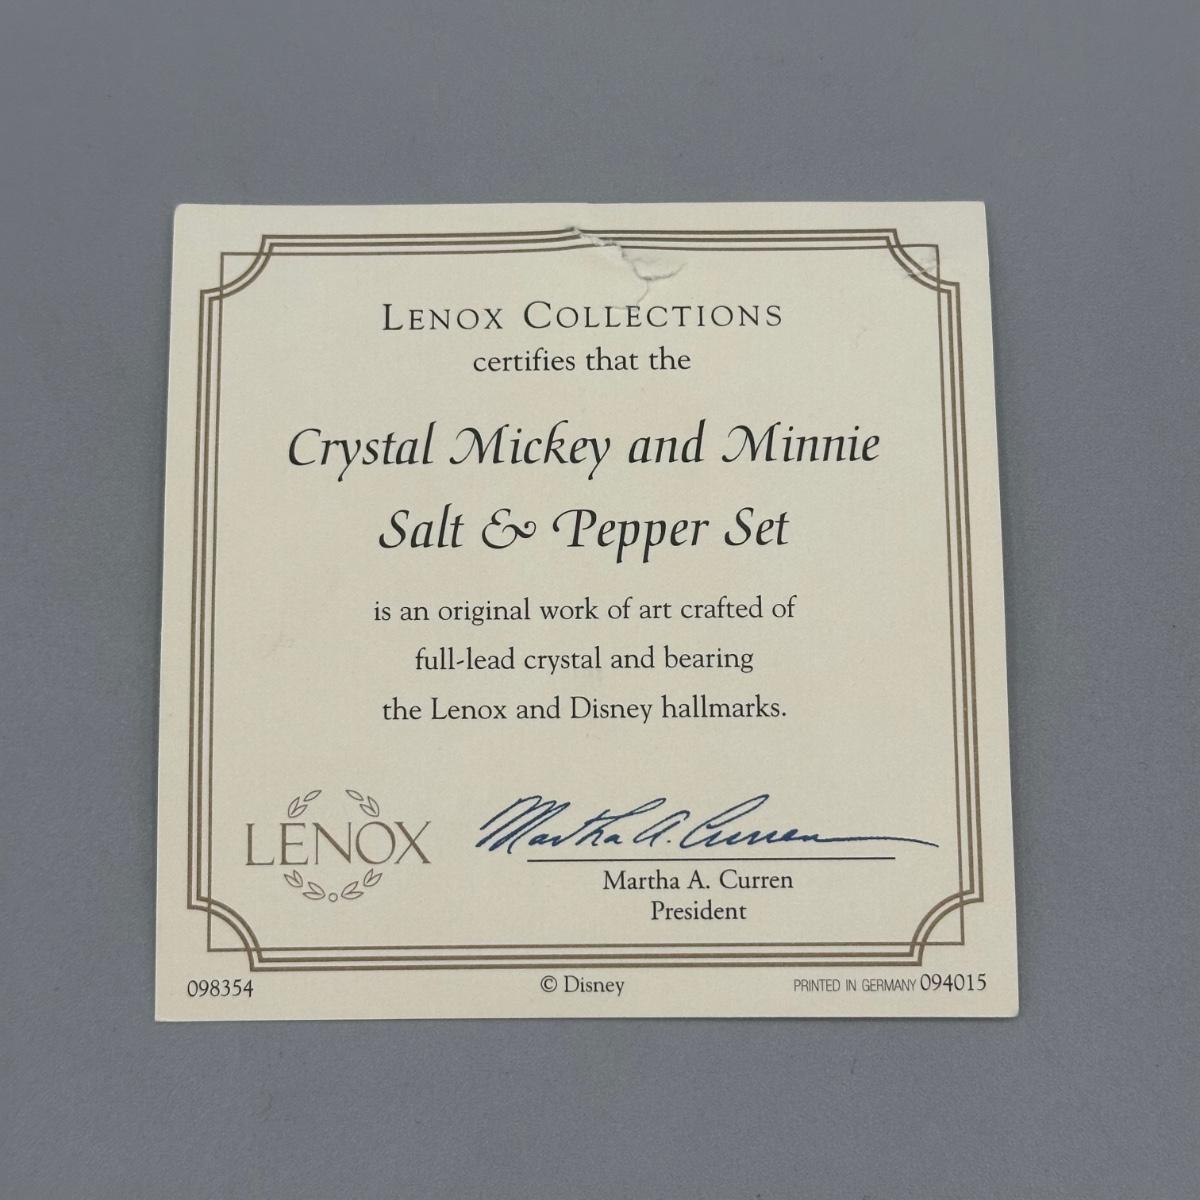 LENOX COLLECTIONS
certifies that the
Crystal Mickey and Minnie
Salt & Pepper Set
is an original work of art crafted of
full-lead crystal and bearing
the Lenox and Disney hallmarks.
LENOX
Martha A. Curren
Martha A. Curren
President
098354
© Disney
PRINTED IN GERMANY 094015